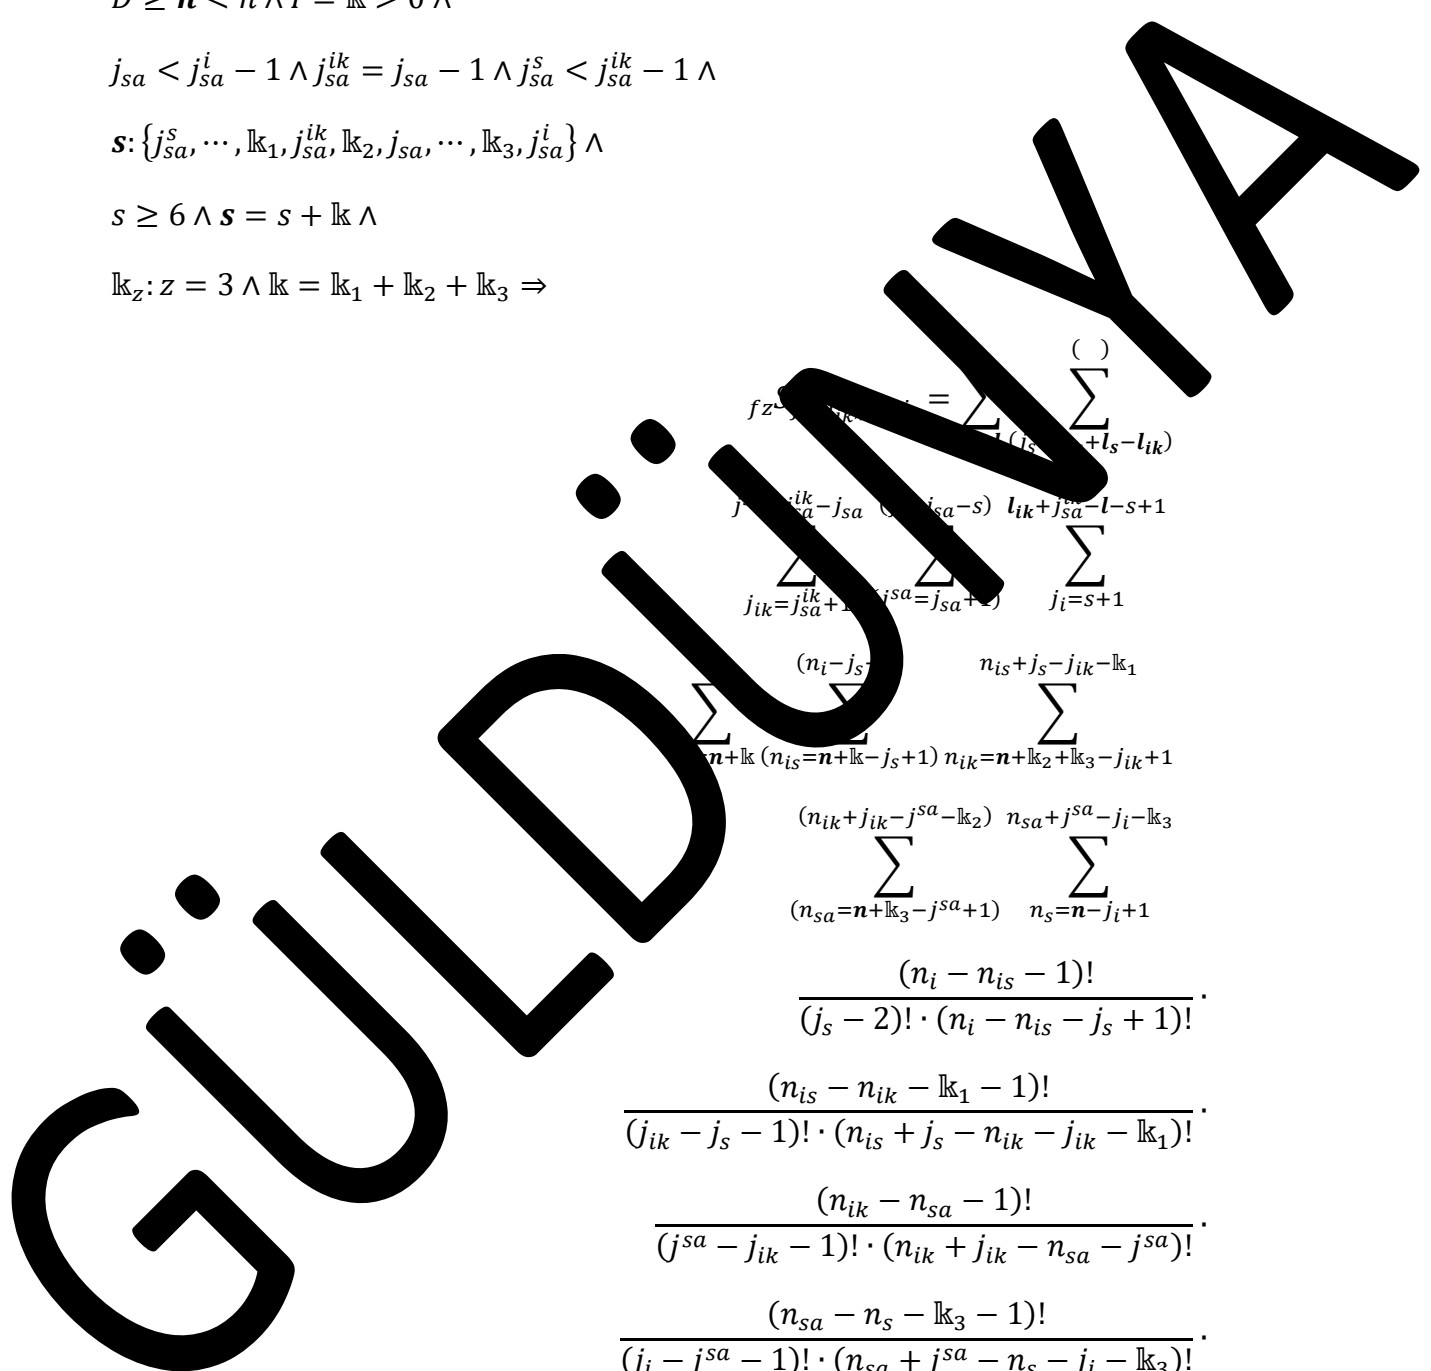 j_{sa} < j_{sa}^{i} − 1 ∧ j_{sa}^{ik} = j_{sa} − 1 ∧ j_{sa}^{s} < j_{sa}^{ik} − 1 ∧
s: {j_{sa}^{s}, ⋯ , 𝕜_1, j_{sa}^{ik}, 𝕜_2, j_{sa}, ⋯ , 𝕜_3, j_{sa}^{i}} ∧
s ≥ 6 ∧ s = s + 𝕜 ∧
𝕜_z: z = 3 ∧ 𝕜 = 𝕜_1 + 𝕜_2 + 𝕜_3 ⇒
( )
= ∑ ∑
+l_s−l_{ik})
l_{ik}+j_{sa}^{ik}−l−s+1
∑ ∑ ∑
j_{ik}=j_{sa}^{ik}+1 (j^{sa}=j_{sa}+1) j_i=s+1
n_{is}+j_s−j_{ik}−𝕜_1
∑ ∑ ∑
n+𝕜 (n_{is}=n+𝕜−j_s+1) n_{ik}=n+𝕜_2+𝕜_3−j_{ik}+1
(n_{ik}+j_{ik}−j^{sa}−𝕜_2) n_{sa}+j^{sa}−j_i−𝕜_3
∑ ∑
(n_{sa}=n+𝕜_3−j^{sa}+1) n_s=n−j_i+1
(n_i − n_{is} − 1)!
(j_s − 2)! · (n_i − n_{is} − j_s + 1)! ·
(n_{is} − n_{ik} − 𝕜_1 − 1)!
(j_{ik} − j_s − 1)! · (n_{is} + j_s − n_{ik} − j_{ik} − 𝕜_1)! ·
(n_{ik} − n_{sa} − 1)!
(j^{sa} − j_{ik} − 1)! · (n_{ik} + j_{ik} − n_{sa} − j^{sa})! ·
(n_{sa} − n_s − 𝕜_3 − 1)!
(j_i − j^{sa} − 1)! · (n_{sa} + j^{sa} − n_s − j_i − 𝕜_3)! ·
GÜLDÜNYA